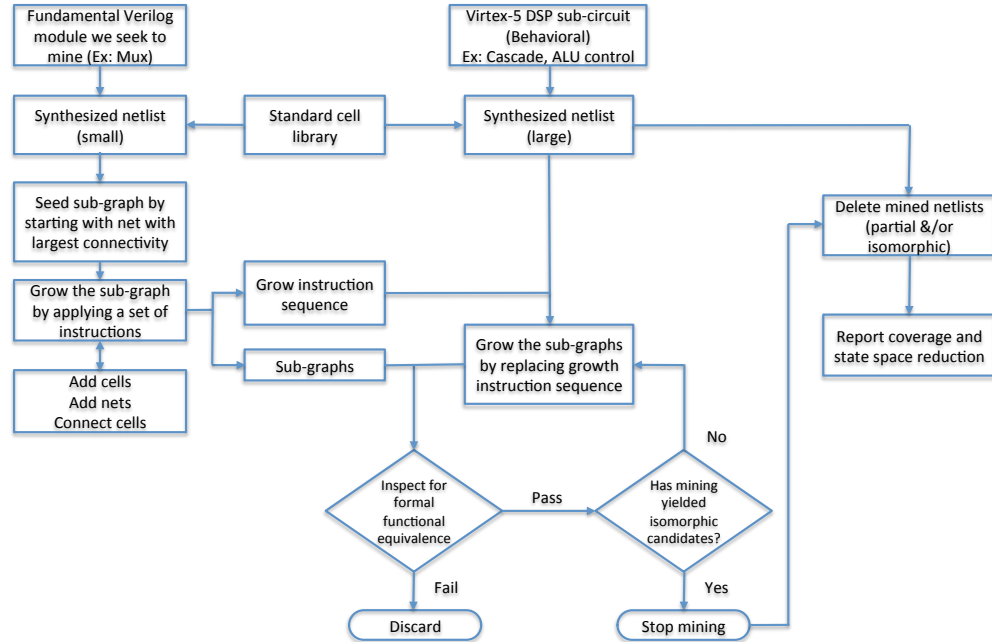 Fundamental Verilog
module we seek to
mine (Ex: Mux)
Virtex-5 DSP sub-circuit
(Behavioral)
Ex: Cascade, ALU control
Synthesized netlist
(small)
Standard cell
library
Synthesized netlist
(large)
Seed sub-graph by
starting with net with
largest connectivity
Delete mined netlists
(partial &/or
isomorphic)
Grow the sub-graph
by applying a set of
instructions
Grow instruction
sequence
Sub-graphs
Grow the sub-graphs
by replacing growth
instruction sequence
Report coverage and
state space reduction
Add cells
Add nets
Connect cells
No
Inspect for
formal
functional
equivalence
Pass
Has mining
yielded
isomorphic
candidates?
Fail
Yes
Discard
Stop mining